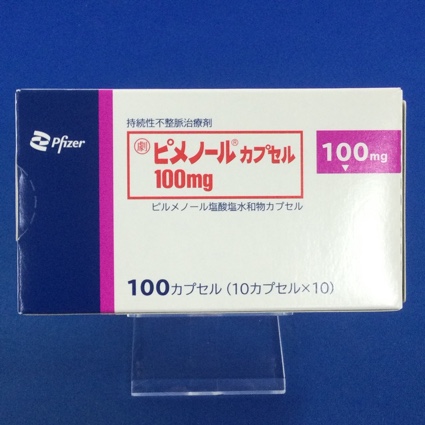 Pfizer
持続性不整脈治療剤
劇 ピメノール® カプセル
100mg
100mg
ピルメノール塩酸塩水和物カプセル
100カプセル(10カプセル×10)